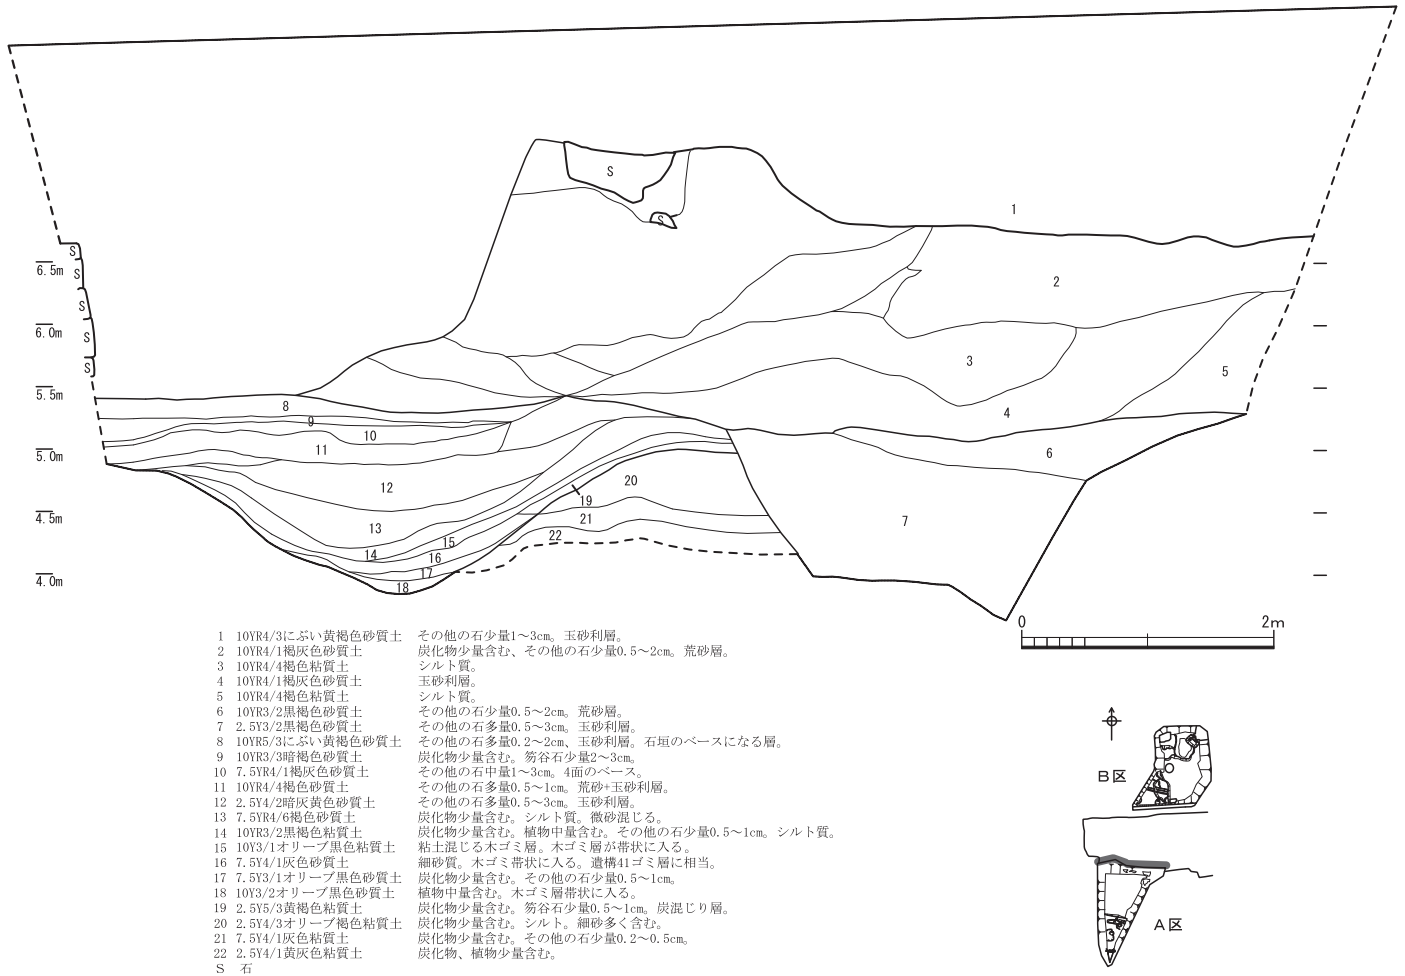 S
S
1
S
6.5m
S
2
S
6.0m
S
3
S
5
5.5m
8
4
9
10
11
5.0m
6
12
20
19
4.5m
21
7
13
22
15
14
16
17
4.0m
18
0 2m
1 10YR4/3にぶい黄褐色砂質土 その他の石少量1～3cm。玉砂利層。
2 10YR4/1褐灰色砂質土 炭化物少量含む、その他の石少量0.5～2cm。荒砂層。
3 10YR4/4褐色粘質土 シルト質。
4 10YR4/1褐灰色砂質土 玉砂利層。
5 10YR4/4褐色粘質土 シルト質。
6 10YR3/2黒褐色砂質土 その他の石少量0.5～2cm。荒砂層。
7 2.5Y3/2黒褐色砂質土 その他の石多量0.5～3cm。玉砂利層。
8 10YR5/3にぶい黄褐色砂質土 その他の石多量0.2～2cm、玉砂利層。石垣のベースになる層。
9 10YR3/3暗褐色砂質土 炭化物少量含む。笏谷石少量2～3cm。
10 7.5YR4/1褐灰色砂質土 その他の石中量1～3cm。4面のベース。
11 10YR4/4褐色砂質土 その他の石多量0.5～1cm。荒砂+玉砂利層。
12 2.5Y4/2暗灰黄色砂質土 その他の石多量0.5～3cm。玉砂利層。
13 7.5YR4/6褐色砂質土 炭化物少量含む。シルト質。微砂混じる。
14 10YR3/2黒褐色粘質土 炭化物少量含む。植物中量含む。その他の石少量0.5～1cm。シルト質。
15 10Y3/1オリーブ黒色粘質土 粘土混じる木ゴミ層。木ゴミ層が帯状に入る。
16 7.5Y4/1灰色砂質土 細砂質。木ゴミ帯状に入る。遺構41ゴミ層に相当。
17 7.5Y3/1オリーブ黒色砂質土 炭化物少量含む。その他の石少量0.5～1cm。
18 10Y3/2オリーブ黒色砂質土 植物中量含む。木ゴミ層帯状に入る。
19 2.5Y5/3黄褐色粘質土 炭化物少量含む。笏谷石少量0.5～1cm。炭混じり層。
20 2.5Y4/3オリーブ褐色粘質土 炭化物少量含む。シルト。細砂多く含む。
21 7.5Y4/1灰色粘質土 炭化物少量含む。その他の石少量0.2～0.5cm。
22 2.5Y4/1黄灰色粘質土 炭化物、植物少量含む。
S 石
B区
A区